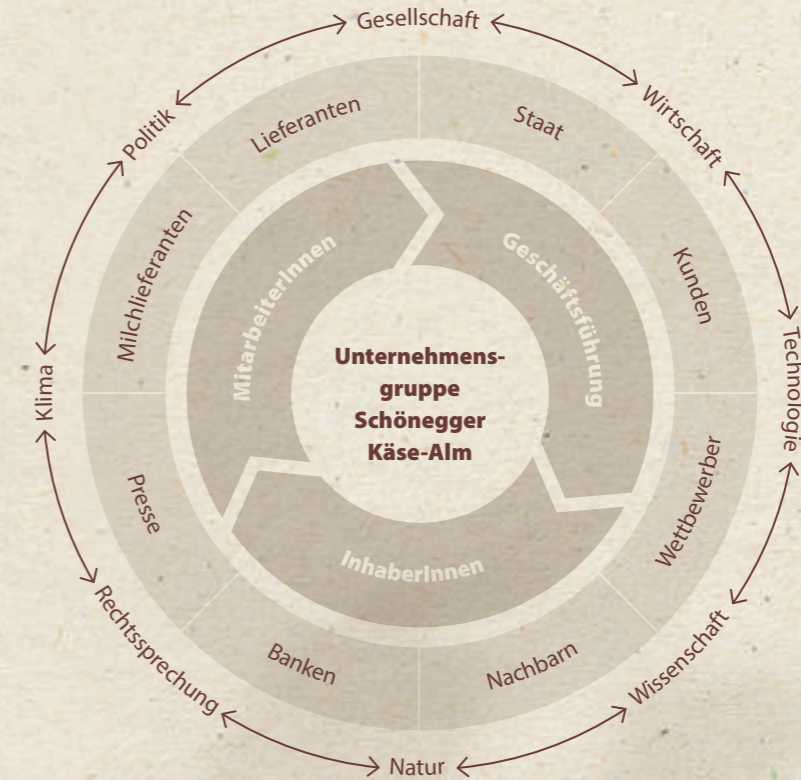 Gesellschaft
Wirtschaft
Technologie
Wissenschaft
Natur
Rechtssprechung
Klima
Politik
Lieferanten
Staat
Kunden
Wettbewerber
Nachbarn
Banken
Presse
Milchlieferanten
MitarbeiterInnen
Geschäftsführung
InhaberInnen
Unternehmens-
gruppe
Schönegger
Käse-Alm